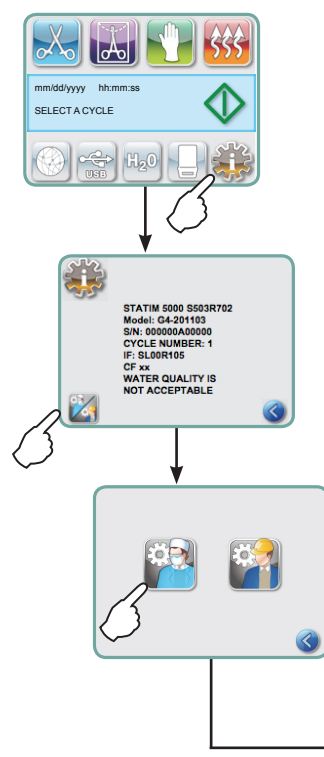 mm/dd/yyyy hh:mm:ss
SELECT A CYCLE
USB
H₂0
STATIM 5000 S503R702
Model: G4-201103
S/N: 000000A00000
CYCLE NUMBER: 1
IF: SL00R105
CF xx
WATER QUALITY IS
NOT ACCEPTABLE